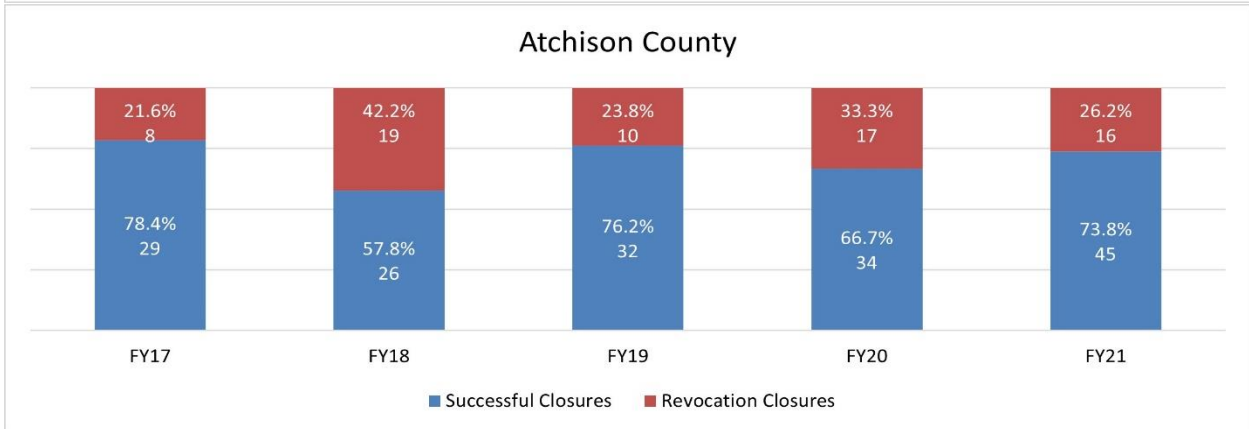 Atchison County
21.6%
8
42.2%
19
23.8%
10
33.3%
17
26.2%
16
78.4%
29
57.8%
26
76.2%
32
66.7%
34
73.8%
45
FY17
FY18
FY19
FY20
FY21
Successful Closures
Revocation Closures